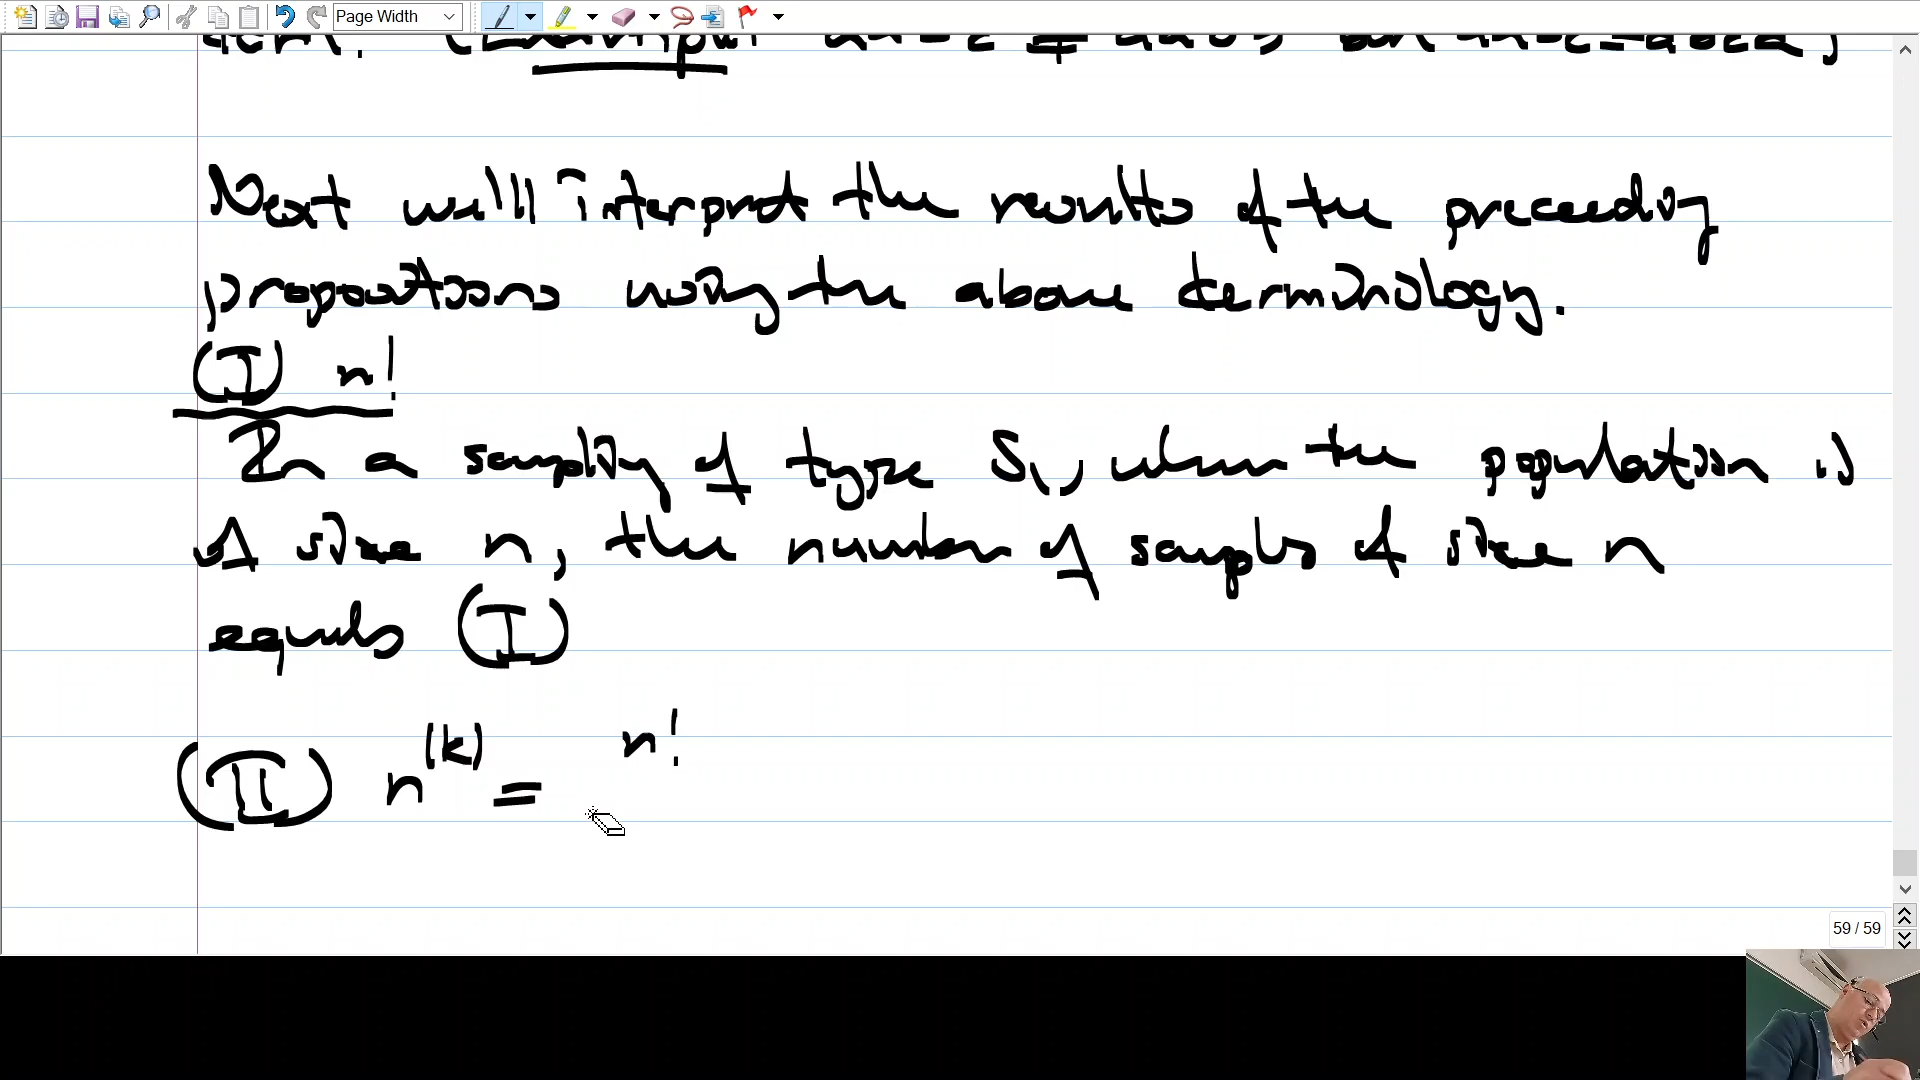 Page Width
Next we'll interpret the results of the preceeding
propositions using the above terminology.
(I) n!
In a sampling of type S₁, when the population is
of size n, the number of samples of size n
equals (I)
(II) n^(k) = n!
59 / 59